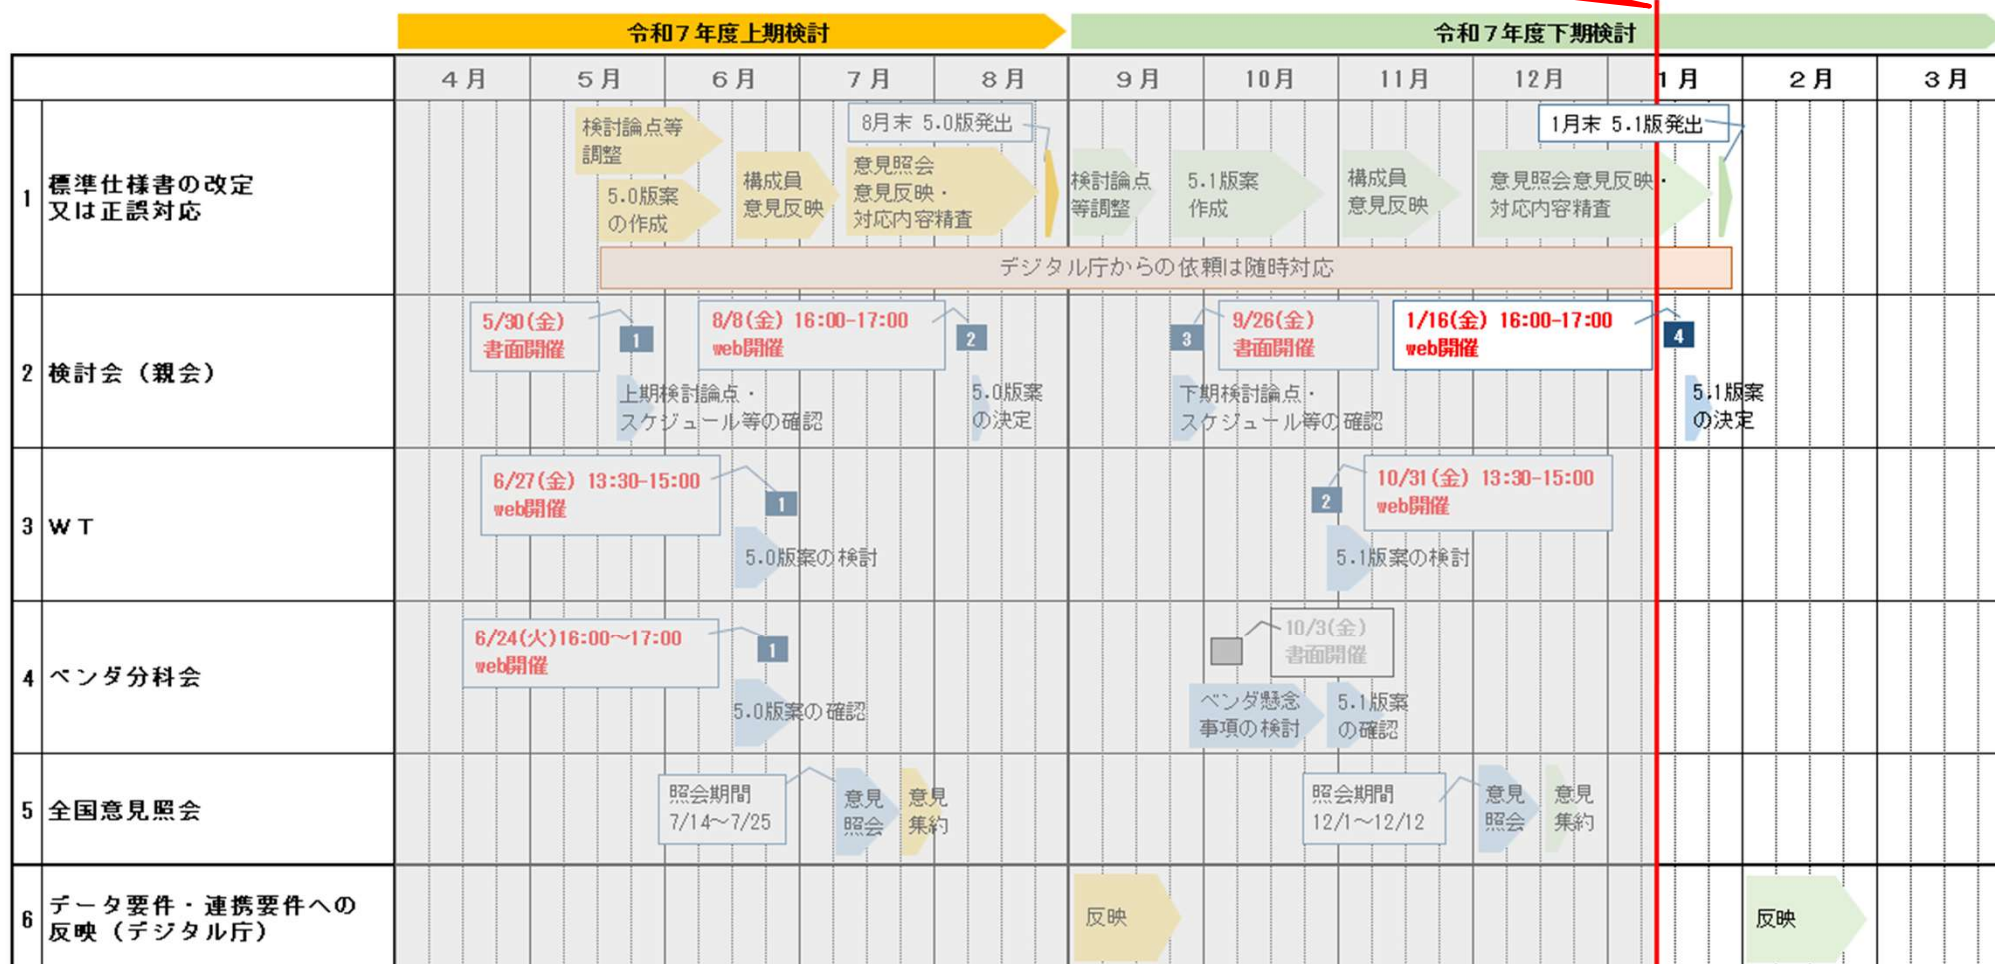 令和7年度上期検討
令和7年度下期検討
4月
5月
6月
7月
8月
9月
10月
11月
12月
1月
2月
3月
1
標準仕様書の改定
又は正誤対応
検討論点等
調整
5.0版案
の作成
構成員
意見反映
8月末 5.0版発出
意見照会
意見反映・
対応内容精査
検討論点
等調整
5.1版案
作成
構成員
意見反映
1月末 5.1版発出
意見照会意見反映・
対応内容精査
デジタル庁からの依頼は随時対応
2
検討会（親会）
5/30(金)
書面開催
1
上期検討論点・
スケジュール等の確認
8/8(金) 16:00-17:00
web開催
2
5.0版案
の決定
3
9/26(金)
書面開催
下期検討論点・
スケジュール等の確認
1/16(金) 16:00-17:00
web開催
4
5.1版案
の決定
3
WT
6/27(金) 13:30-15:00
web開催
1
5.0版案の検討
2
10/31(金) 13:30-15:00
web開催
5.1版案の検討
4
ベンダ分科会
6/24(火)16:00～17:00
web開催
1
5.0版案の確認
10/3(金)
書面開催
ベンダ懸念
事項の検討
5.1版案
の確認
5
全国意見照会
照会期間
7/14～7/25
意見
照会
意見
集約
照会期間
12/1～12/12
意見
照会
意見
集約
6
データ要件・連携要件への
反映（デジタル庁）
反映
反映